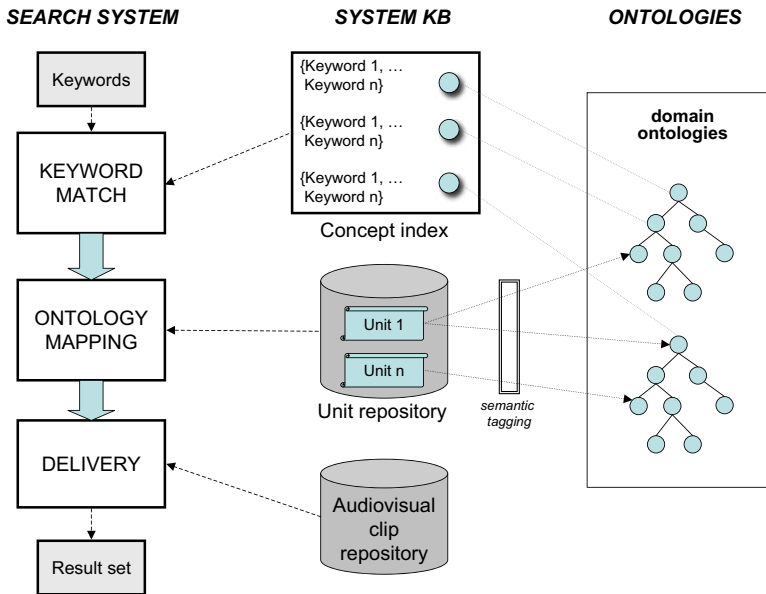 SEARCH SYSTEM
SYSTEM KB
ONTOLOGIES
Keywords
KEYWORD
MATCH
ONTOLOGY
MAPPING
DELIVERY
Result set
{Keyword 1, …
Keyword n}
{Keyword 1, …
Keyword n}
{Keyword 1, …
Keyword n}
Concept index
Unit 1
Unit n
Unit repository
semantic
tagging
Audiovisual
clip
repository
domain
ontologies